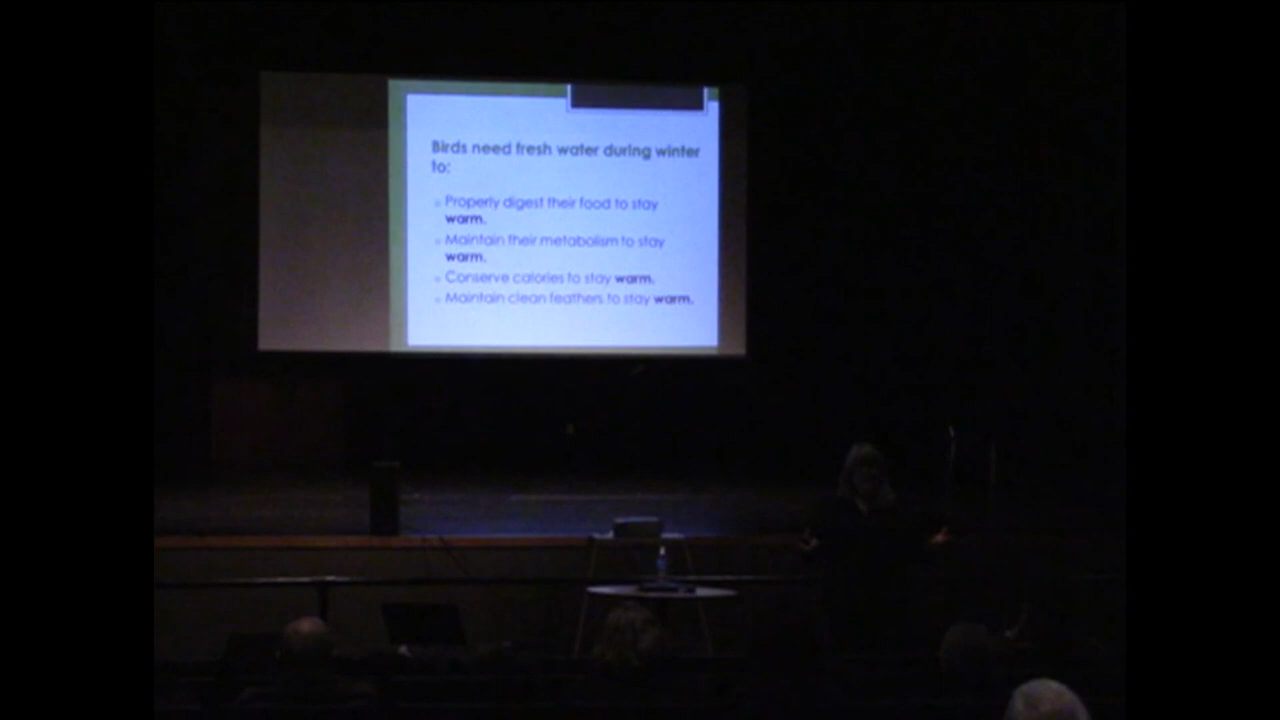 Birds need fresh water during winter
to:
Properly digest their food to stay
warm.
Maintain their metabolism to stay
warm.
Conserve calories to stay warm.
Maintain clean feathers to stay warm.